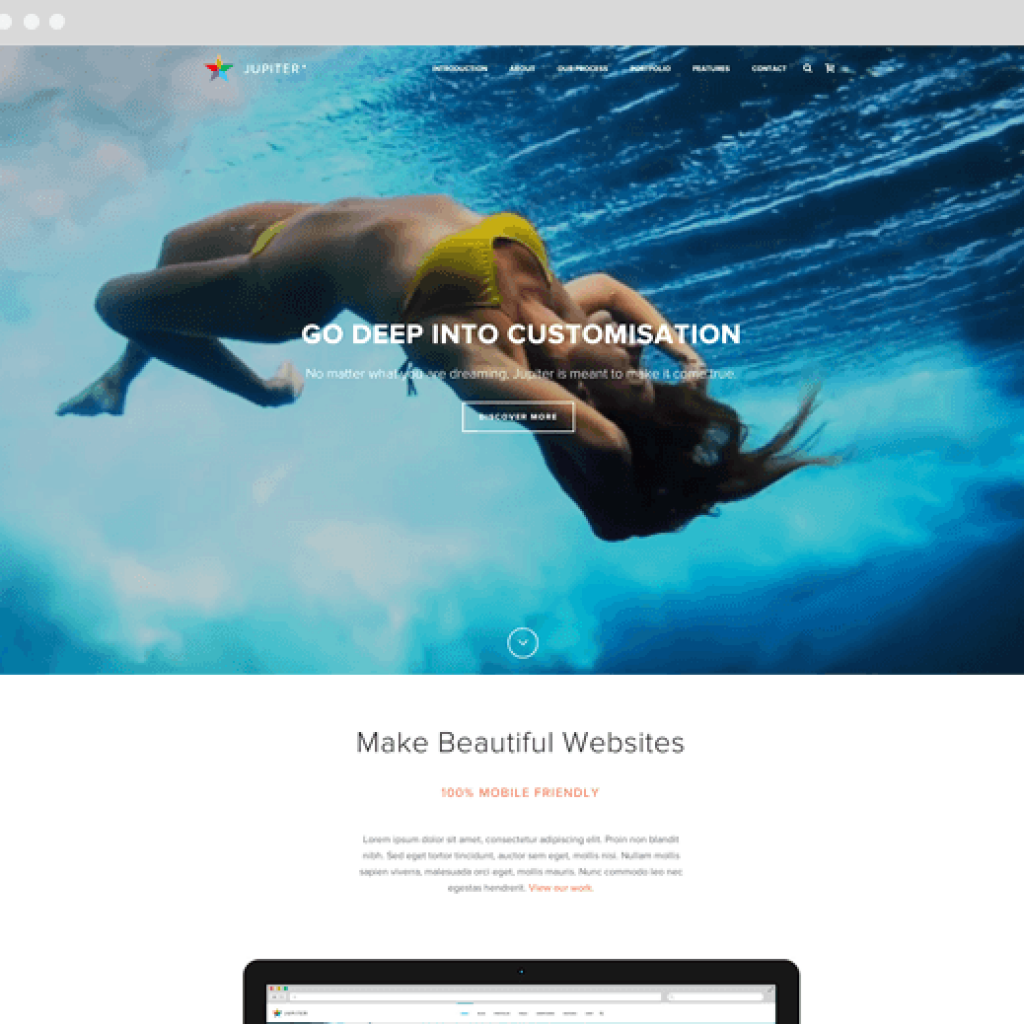 JUPITER
INTRODUCTION ABOUT OUR PROCESS PORTFOLIO FEATURES CONTACT
GO DEEP INTO CUSTOMISATION
No matter what you are dreaming, Jupiter is meant to make it come true.
DISCOVER MORE
Make Beautiful Websites
100% MOBILE FRIENDLY
Lorem ipsum dolor sit amet, consectetur adipiscing elit. Proin non blandit
nibh. Sed eget tortor tincidunt, auctor sem eget, mollis nisi. Nullam mollis
sapien viverra, malesuada orci eget, mollis mauris. Nunc commodo leo nec
egestas hendrerit. View our work.
JUPITER